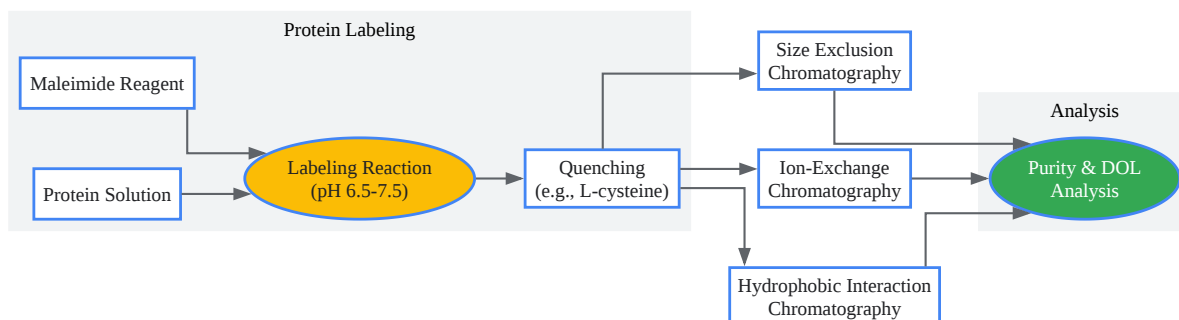 Protein Labeling
Maleimide Reagent
Protein Solution
Labeling Reaction
(pH 6.5-7.5)
Quenching
(e.g., L-cysteine)
Size Exclusion
Chromatography
Ion-Exchange
Chromatography
Hydrophobic Interaction
Chromatography
Analysis
Purity & DOL
Analysis